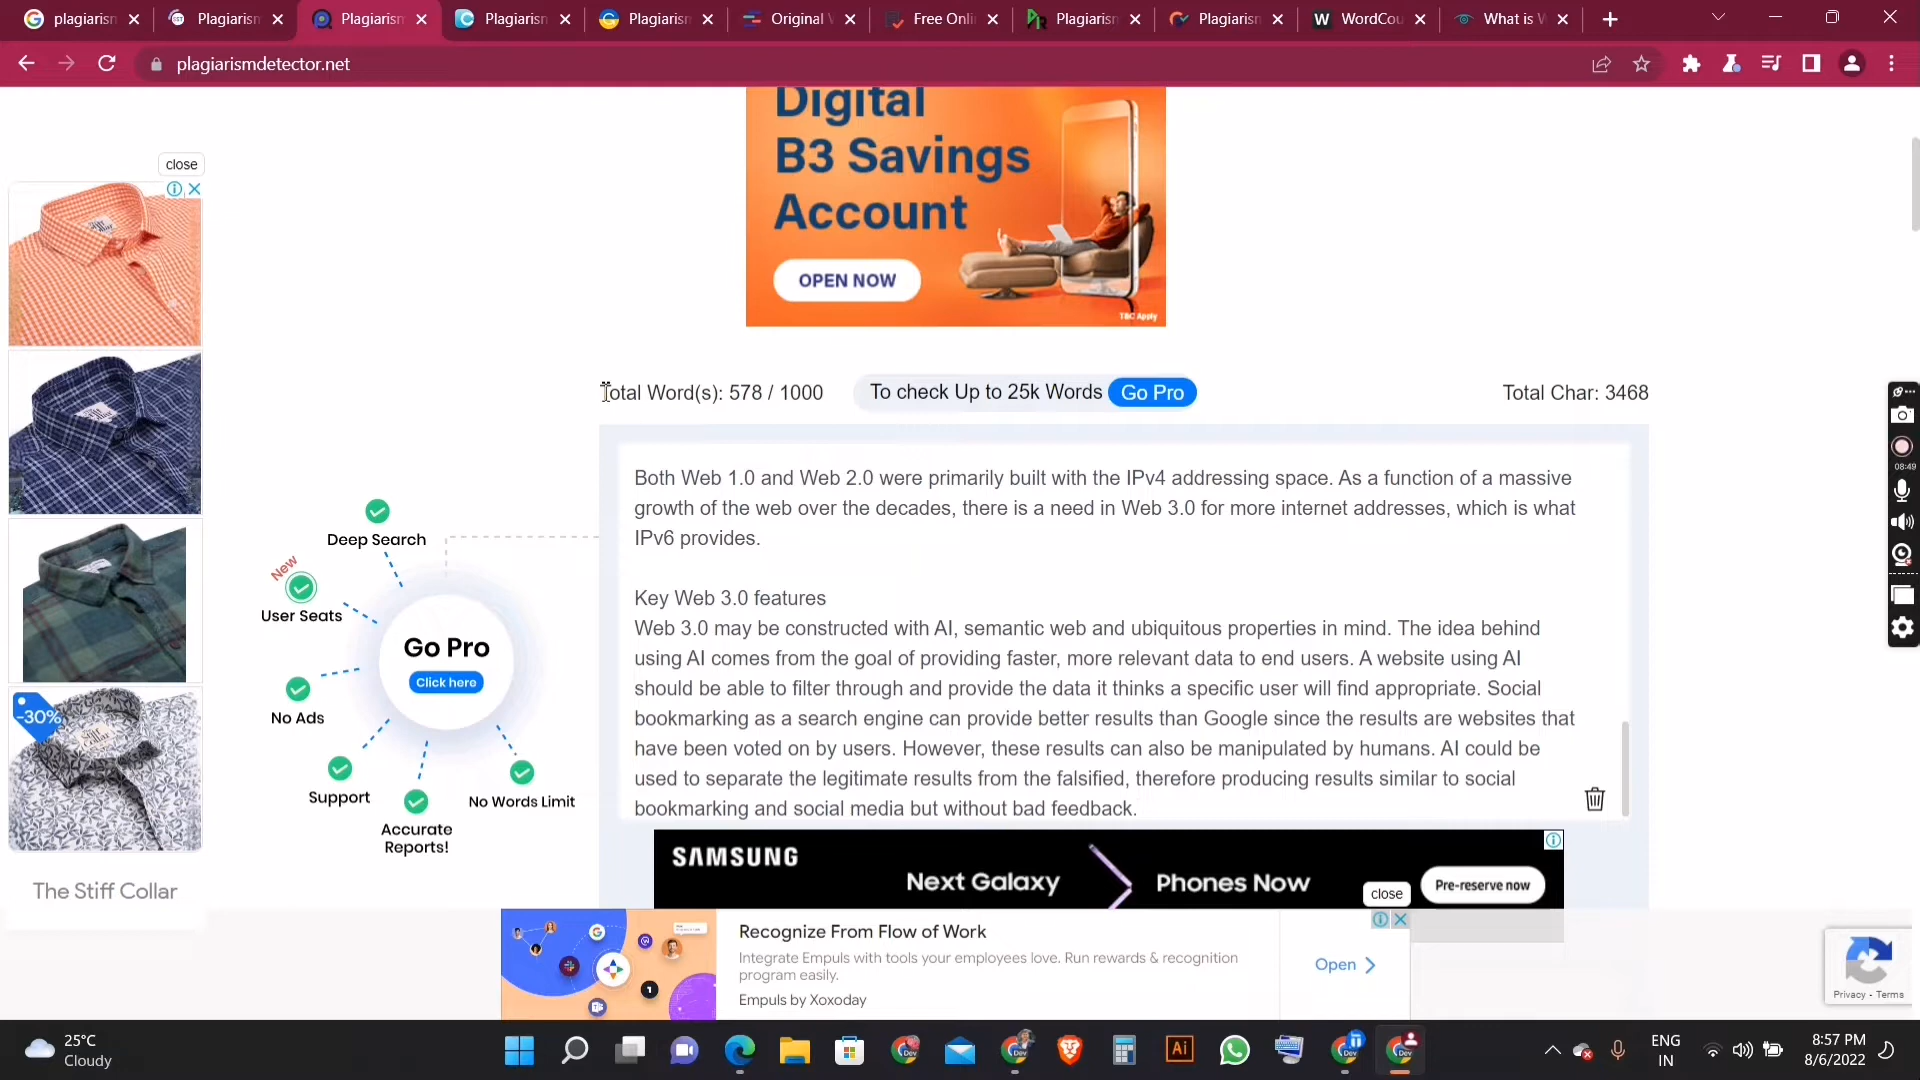 plagiarism
Plagiarism
Plagiarism
Plagiarism
Plagiarism
Original
Free Onli
Plagiarism
Plagiarism
WordCou
What is
plagiarismdetector.net
Digital
B3 Savings
Account
OPEN NOW
T&C Apply
close
-30%
The Stiff Collar
Total Word(s): 578 / 1000
To check Up to 25k Words
Go Pro
Total Char: 3468
Both Web 1.0 and Web 2.0 were primarily built with the IPv4 addressing space. As a function of a massive
growth of the web over the decades, there is a need in Web 3.0 for more internet addresses, which is what
IPv6 provides.
Key Web 3.0 features
Web 3.0 may be constructed with AI, semantic web and ubiquitous properties in mind. The idea behind
using AI comes from the goal of providing faster, more relevant data to end users. A website using AI
should be able to filter through and provide the data it thinks a specific user will find appropriate. Social
bookmarking as a search engine can provide better results than Google since the results are websites that
have been voted on by users. However, these results can also be manipulated by humans. AI could be
used to separate the legitimate results from the falsified, therefore producing results similar to social
bookmarking and social media but without bad feedback.
Deep Search
New
User Seats
Go Pro
Click here
No Ads
Support
Accurate
Reports!
No Words Limit
SAMSUNG
Next Galaxy
Phones Now
Pre-reserve now
close
Recognize From Flow of Work
Integrate Empuls with tools your employees love. Run rewards & recognition
program easily.
Empuls by Xoxoday
Open
Privacy - Terms
08:49
25°C
Cloudy
Dev
Dev
Ai
Dev
Dev
ENG
IN
8:57 PM
8/6/2022